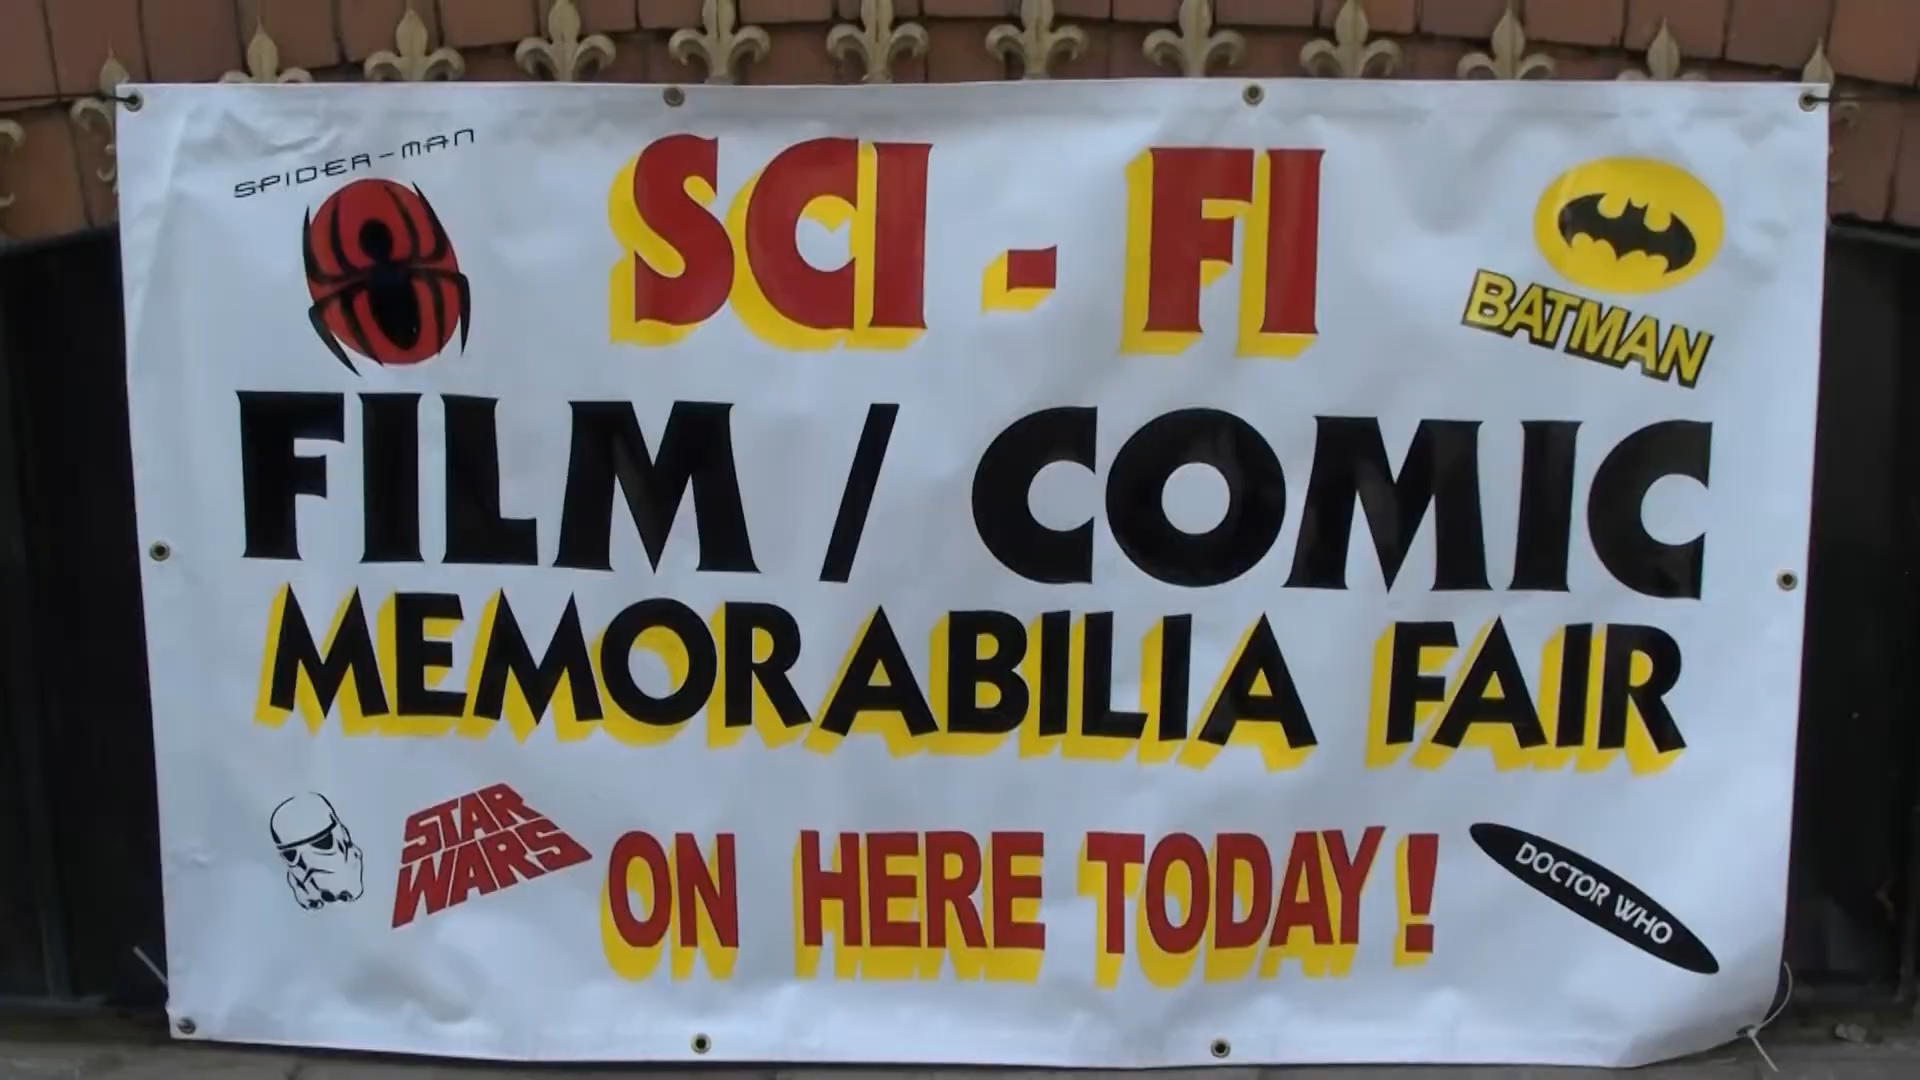 SPIDER-MAN
SCI - FI
BATMAN
FILM / COMIC
MEMORABILIA FAIR
STAR
WARS
ON HERE TODAY!
DOCTOR WHO